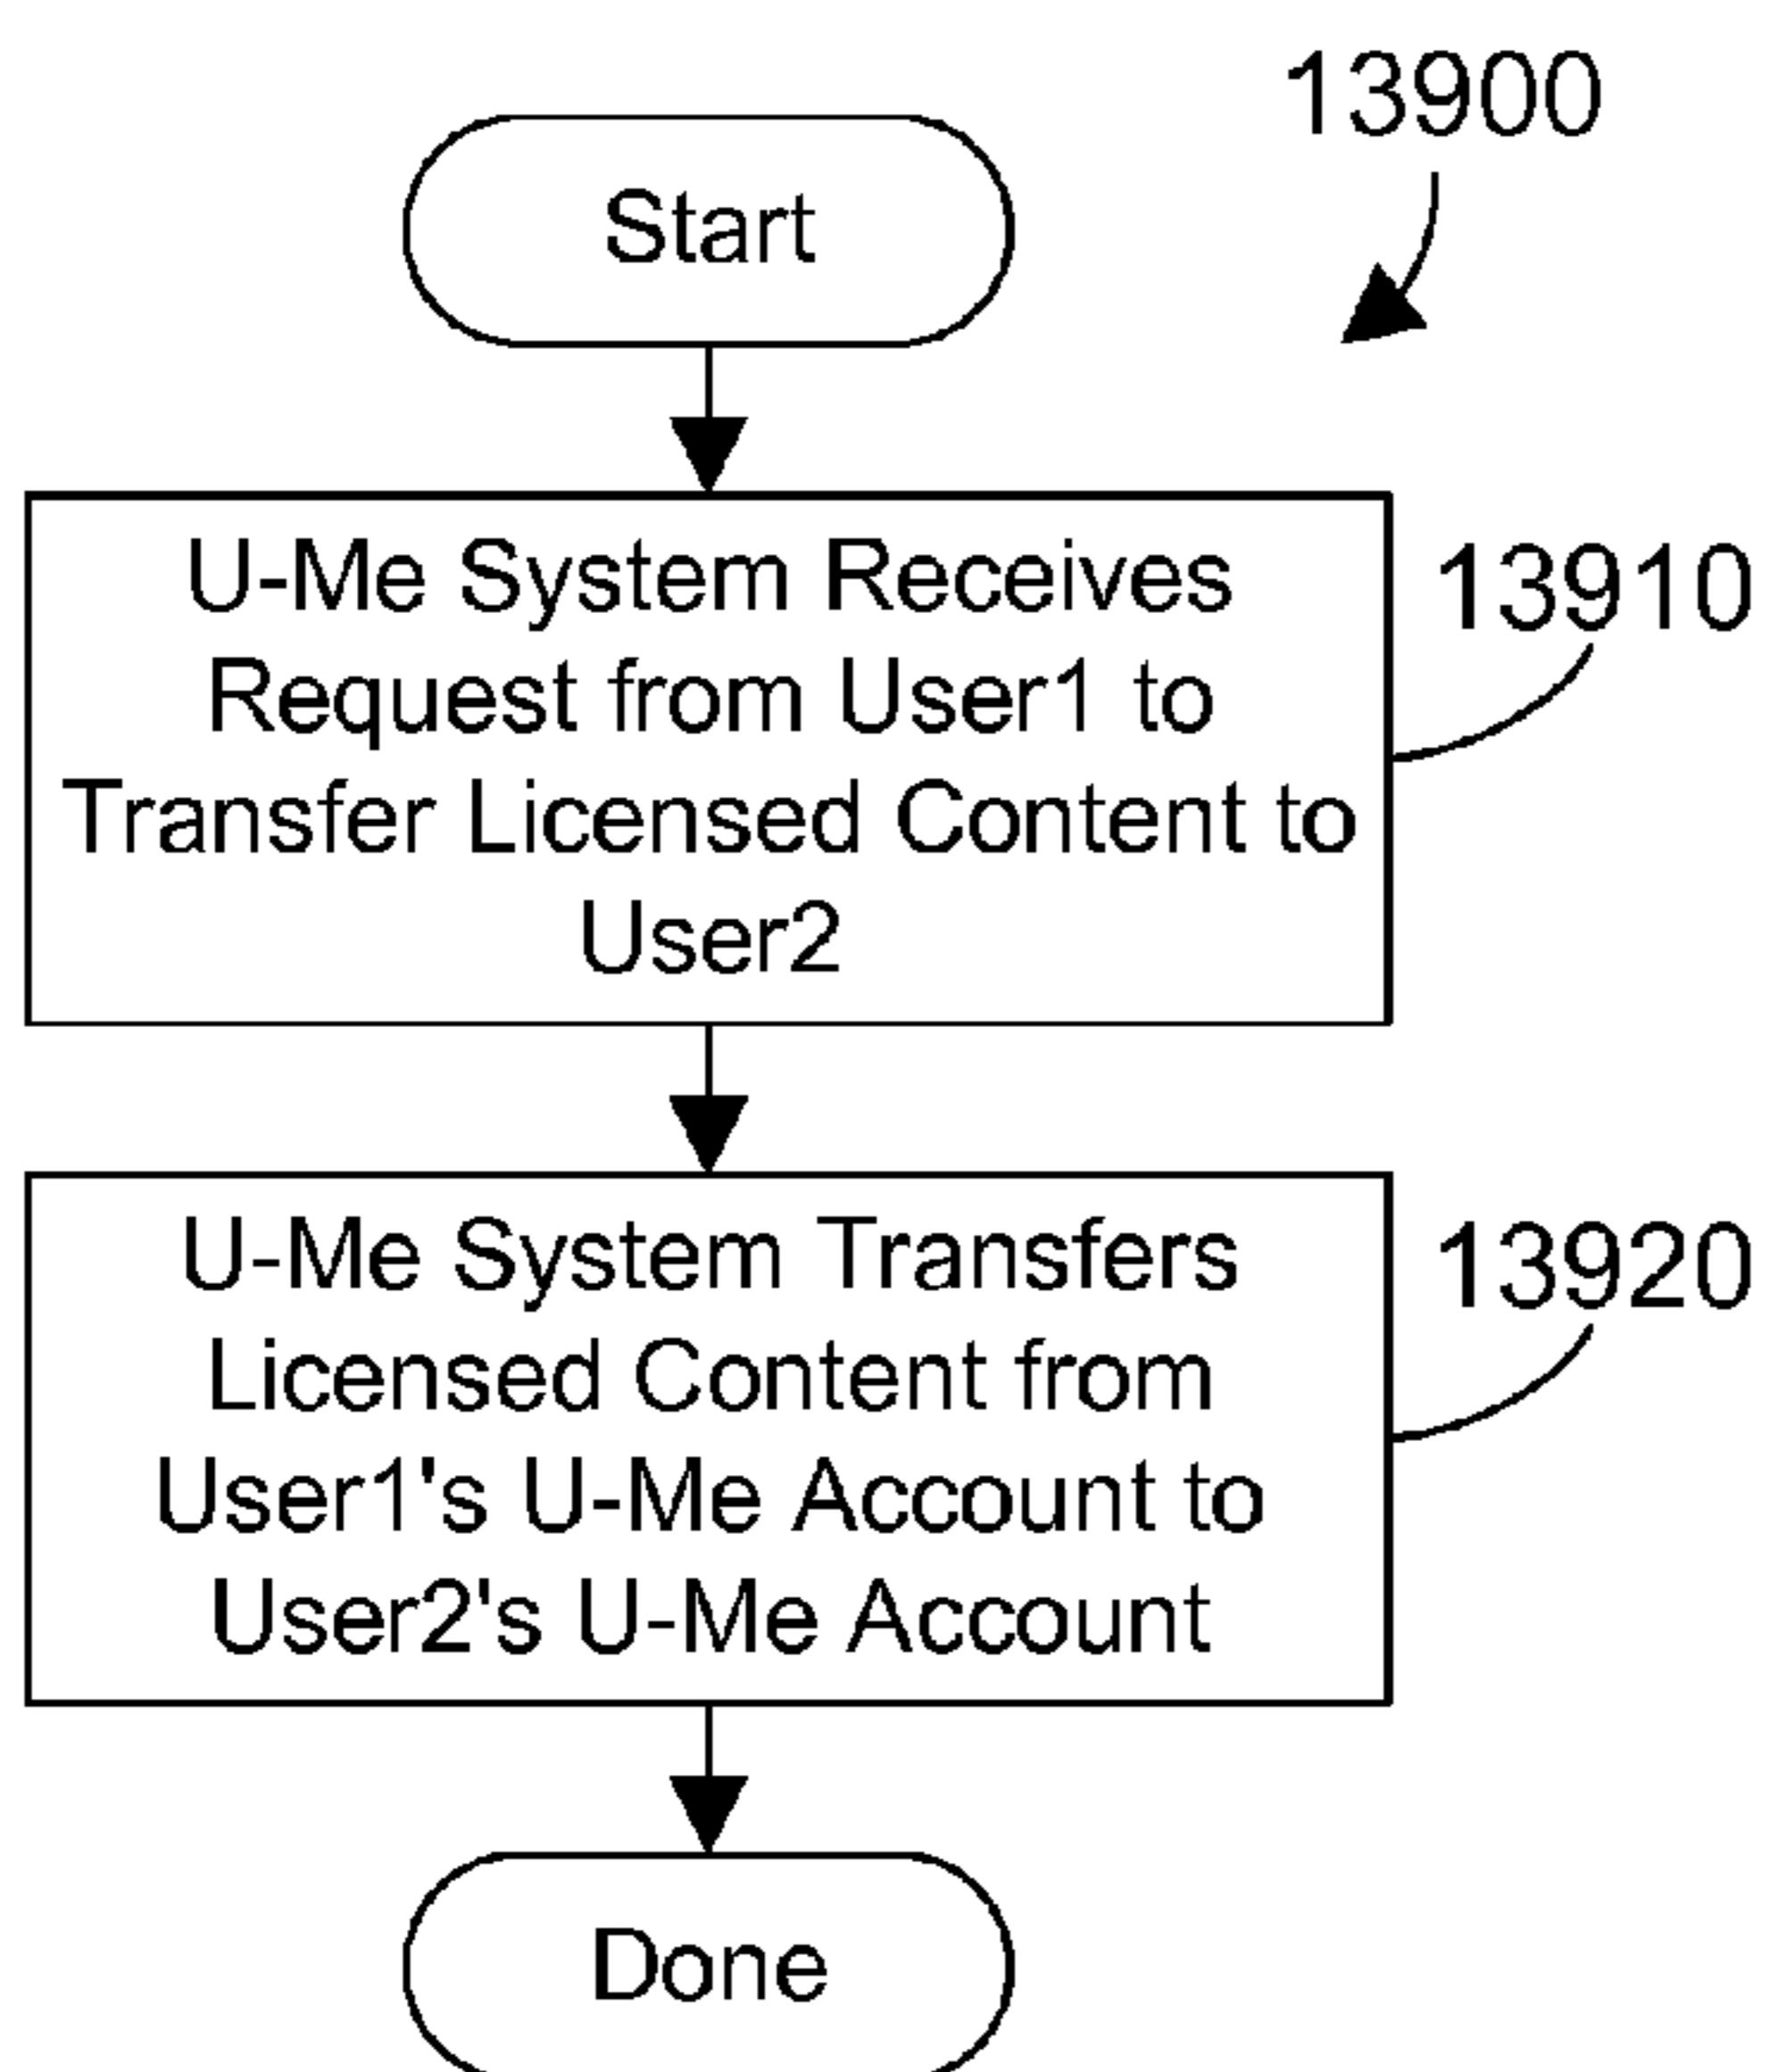 13900
Start
U-Me System Receives
Request from User1 to
Transfer Licensed Content to
User2
13910
U-Me System Transfers
Licensed Content from
User1's U-Me Account to
User2's U-Me Account
13920
Done